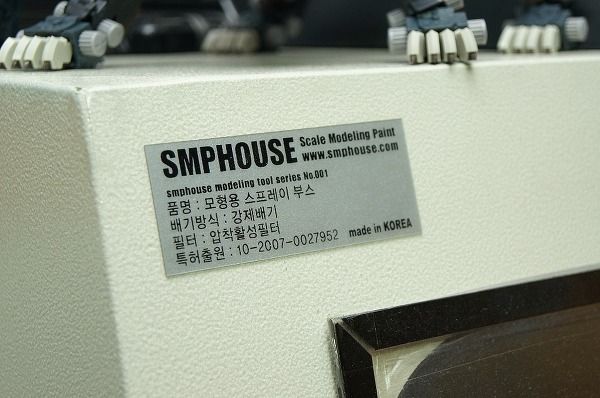 SMPHOUSE Scale Modeling Paint
www.smphouse.com
smphouse modeling tool series No.001
품명 : 모형용 스프레이 부스
배기방식 : 강제배기
필터 : 압착활성필터
특허출원 : 10-2007-0027952 made in KOREA